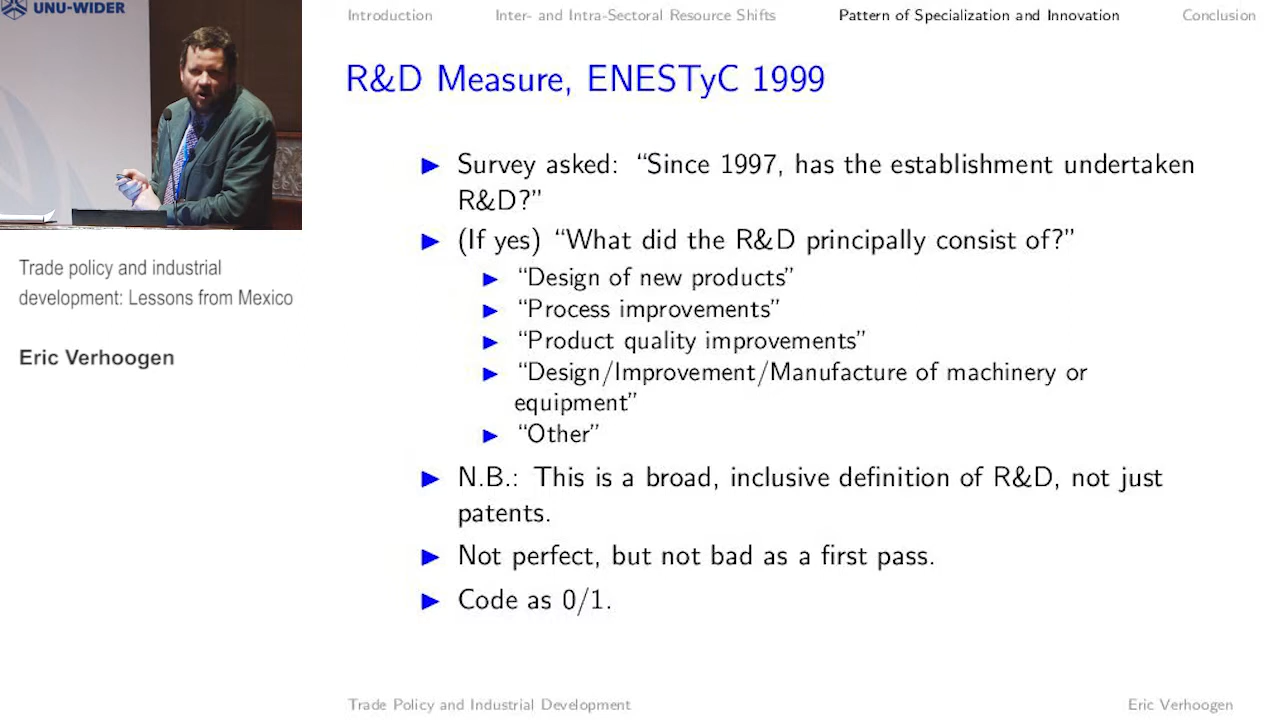 UNU-WIDER
Introduction
Inter- and Intra-Sectoral Resource Shifts
Pattern of Specialization and Innovation
Conclusion
R&D Measure, ENESTyC 1999
Survey asked: “Since 1997, has the establishment undertaken
R&D?”
(If yes) “What did the R&D principally consist of?”
“Design of new products”
“Process improvements”
“Product quality improvements”
“Design/Improvement/Manufacture of machinery or
equipment”
“Other”
N.B.: This is a broad, inclusive definition of R&D, not just
patents.
Not perfect, but not bad as a first pass.
Code as 0/1.
Trade policy and industrial
development: Lessons from Mexico
Eric Verhoogen
Trade Policy and Industrial Development
Eric Verhoogen